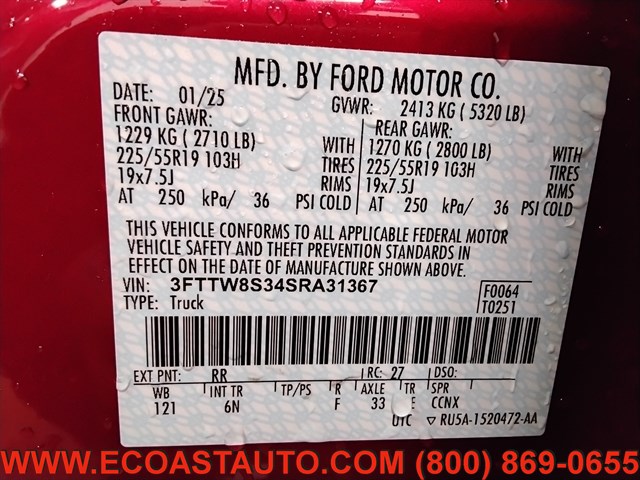 MFD. BY FORD MOTOR CO.
DATE: 01/25 GVWR: 2413 KG ( 5320 LB)
FRONT GAWR: REAR GAWR:
1229 KG ( 2710 LB) WITH 1270 KG ( 2800 LB) WITH
225/55R19 103H TIRES 225/55R19 103H TIRES
19x7.5J RIMS 19x7.5J RIMS
AT 250 kPa/ 36 PSI COLD AT 250 kPa/ 36 PSI COLD
THIS VEHICLE CONFORMS TO ALL APPLICABLE FEDERAL MOTOR
VEHICLE SAFETY AND THEFT PREVENTION STANDARDS IN
EFFECT ON THE DATE OF MANUFACTURE SHOWN ABOVE.
VIN: 3FTTW8S34SRA31367 F0064
TYPE: Truck T0251
EXT PNT: RR RC: 27 DSO:
WB INT TR TP/PS R AXLE TR SPR
121 6N F 33 E CCNX
UTC ▽ RU5A-1520472-AA
WWW.ECOASTAUTO.COM (800) 869-0655